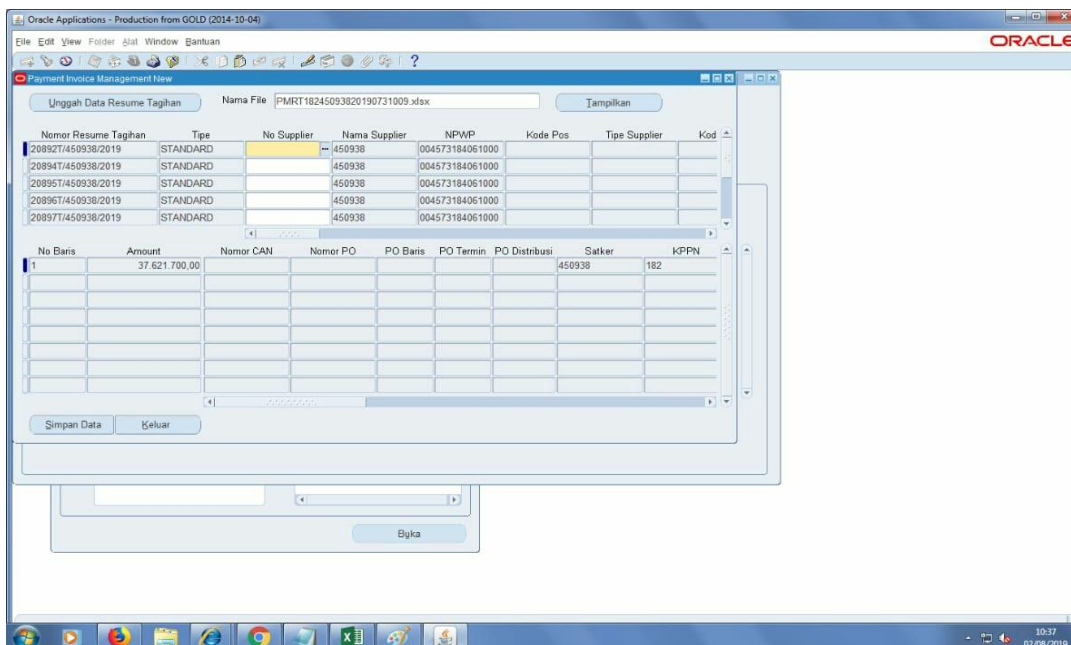 Oracle Applications - Production from GOLD (2014-10-04)
File Edit View Folder Alat Window Bantuan
ORACLE
Payment Invoice Management New
Unggah Data Resume Tagihan Nama File PMRT18245093820190731009.xlsx Tampilkan
Nomor Resume Tagihan Tipe No Supplier Nama Supplier NPWP Kode Pos Tipe Supplier Kod
20892T/450938/2019 STANDARD 450938 004573184061000
20894T/450938/2019 STANDARD 450938 004573184061000
20895T/450938/2019 STANDARD 450938 004573184061000
20896T/450938/2019 STANDARD 450938 004573184061000
20897T/450938/2019 STANDARD 450938 004573184061000
No Baris Amount Nomor CAN Nomor PO PO Baris PO Termin PO Distribusi Satker KPPN
1 37.621.700,00 450938 182
Simpan Data Keluar
Buka
10:37
02/08/2019